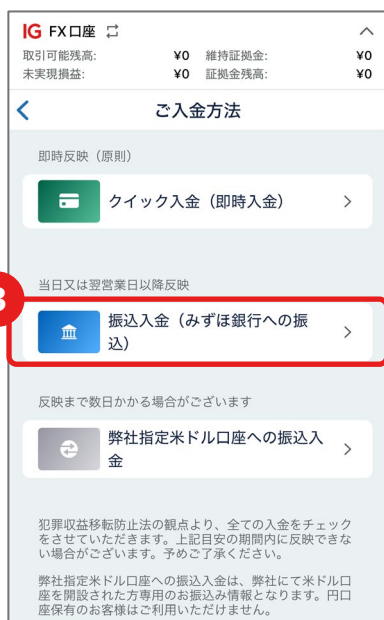 IG FX口座
取引可能残高: ¥0 維持証拠金: ¥0
未実現損益: ¥0 証拠金残高: ¥0
ご入金方法
即時反映（原則）
クイック入金（即時入金）
当日又は翌営業日以降反映
3
振込入金（みずほ銀行への振
込）
反映まで数日かかる場合がございます
弊社指定米ドル口座への振込入
金
犯罪収益移転防止法の観点より、全ての入金をチェック
をさせていただきます。上記目安の期間内に反映できな
い場合がございます。予めご了承ください。
弊社指定米ドル口座への振込入金は、弊社にて米ドル口
座を開設された方専用のお振込み情報となります。円口
座保有のお客様はご利用いただけません。